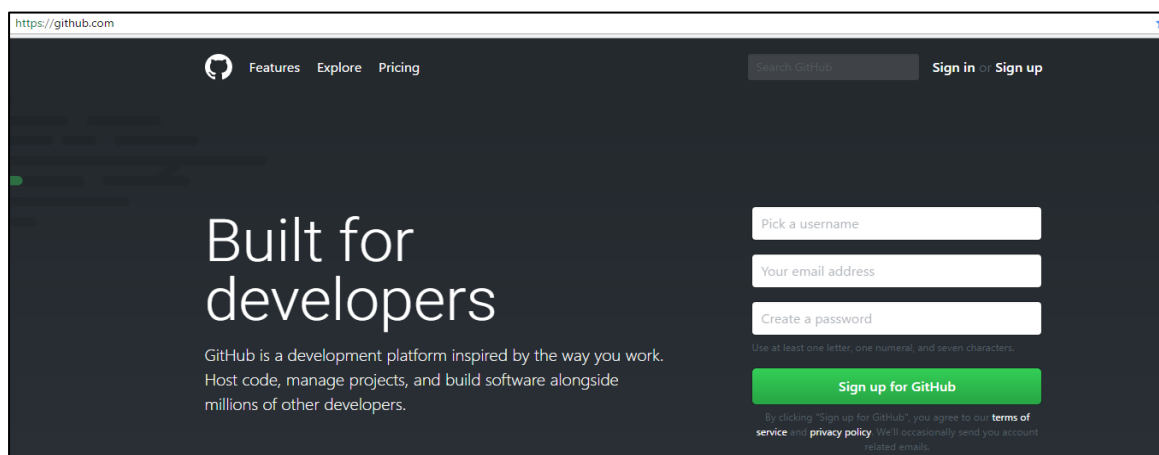 https://github.com
Features Explore Pricing
Search GitHub
Sign in or Sign up
Built for
developers
GitHub is a development platform inspired by the way you work.
Host code, manage projects, and build software alongside
millions of other developers.
Pick a username
Your email address
Create a password
Use at least one letter, one numeral, and seven characters.
Sign up for GitHub
By clicking "Sign up for GitHub", you agree to our terms of
service and privacy policy. We'll occasionally send you account
related emails.